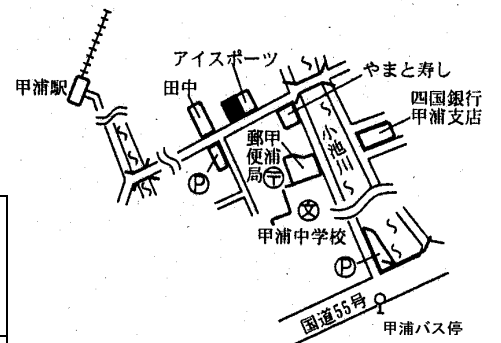 アイスポーツ
甲浦駅
田中
やまと寿し
四国銀行
甲浦支店
甲浦
郵便局
〒
小池川
Ⓟ
文
甲浦中学校
Ⓟ
国道55号
甲浦バス停